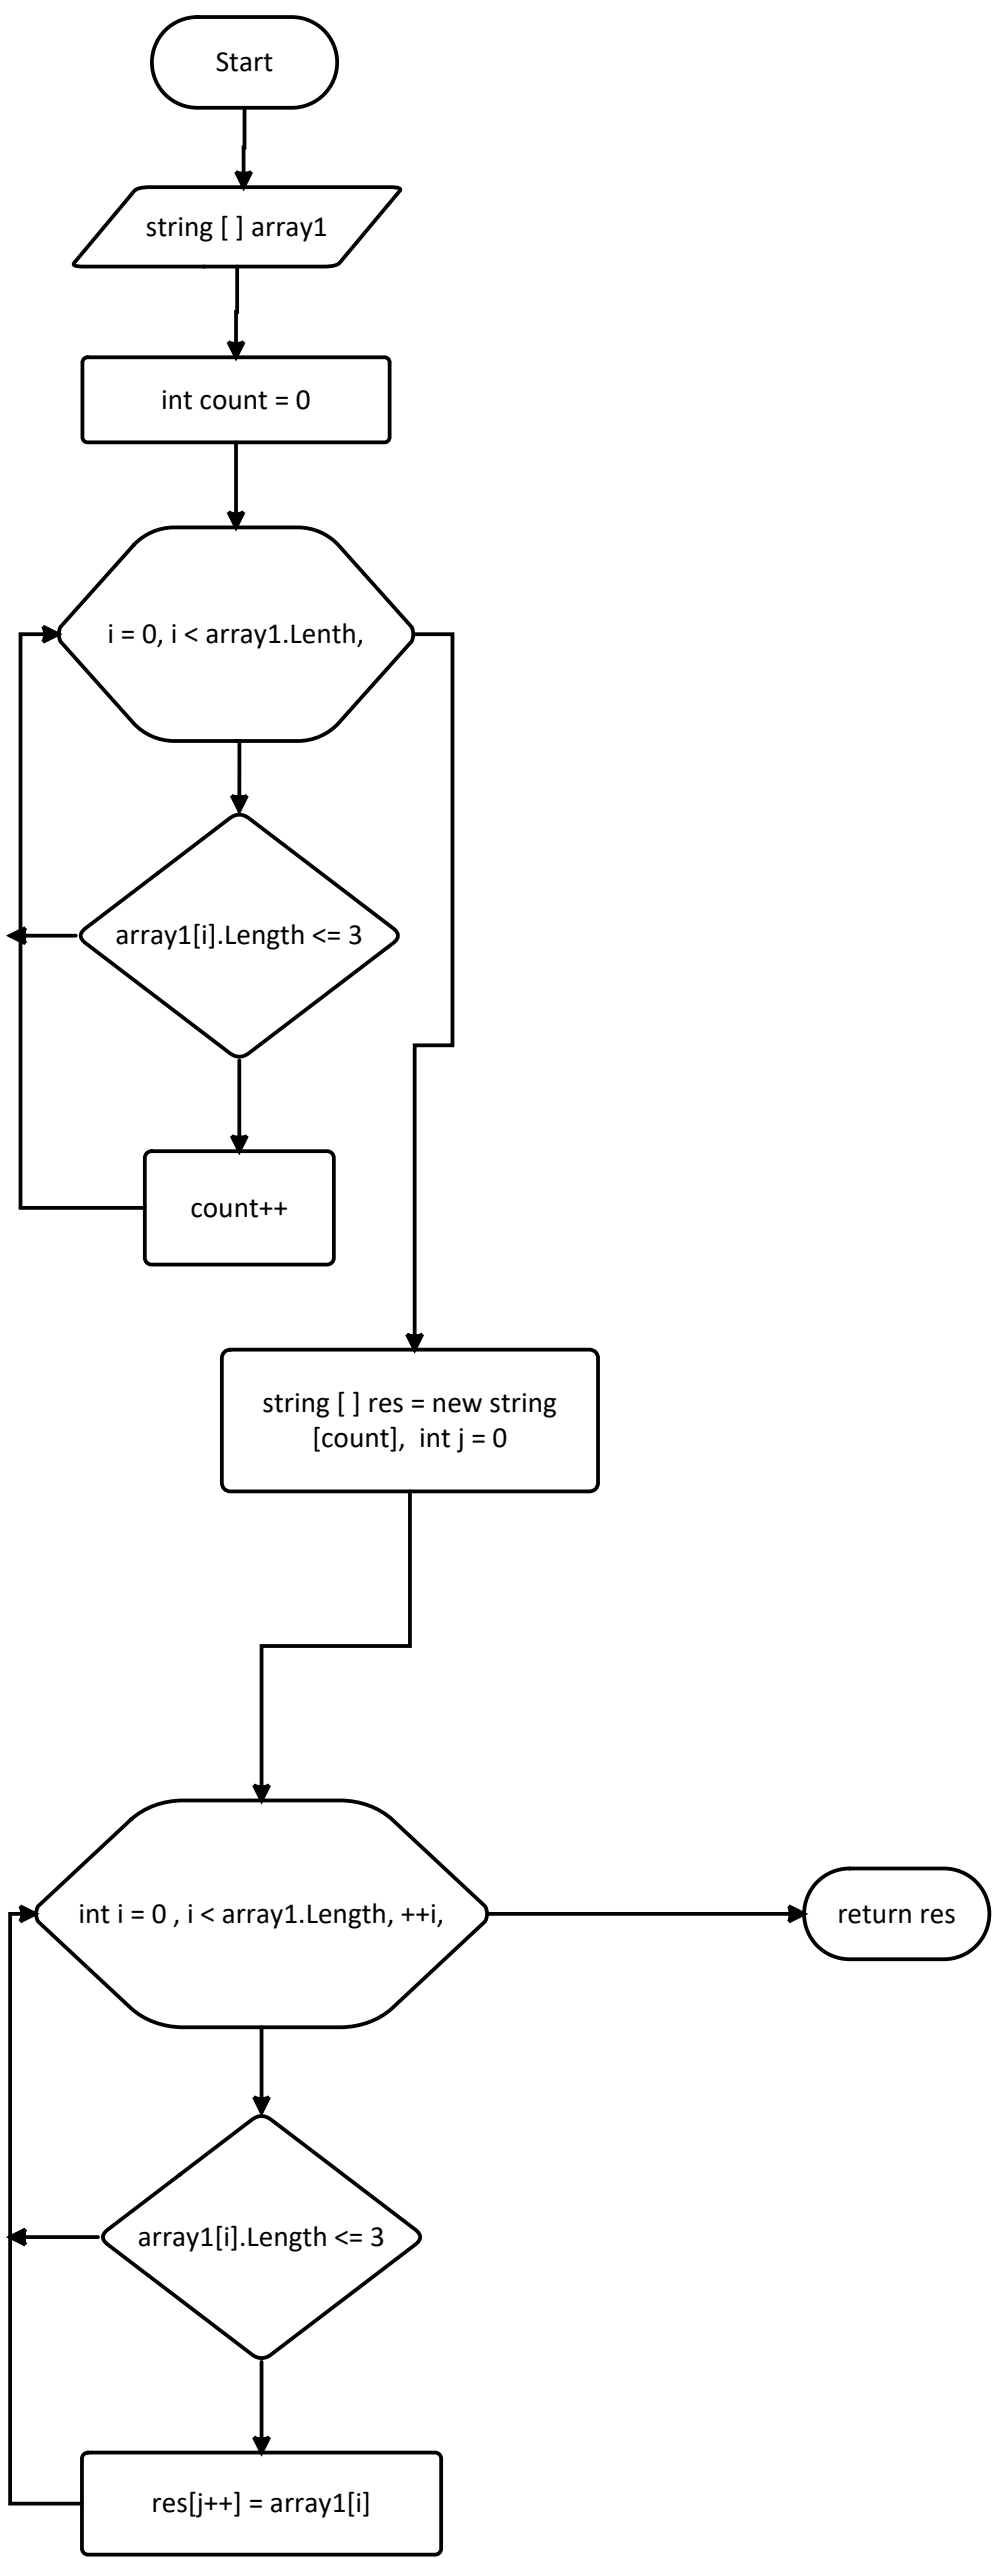 Start
string [ ] array1
int count = 0
i = 0, i < array1.Lenth,
array1[i].Length <= 3
count++
string [ ] res = new string
[count],  int j = 0
int i = 0 , i < array1.Length, ++i,
return res
array1[i].Length <= 3
res[j++] = array1[i]